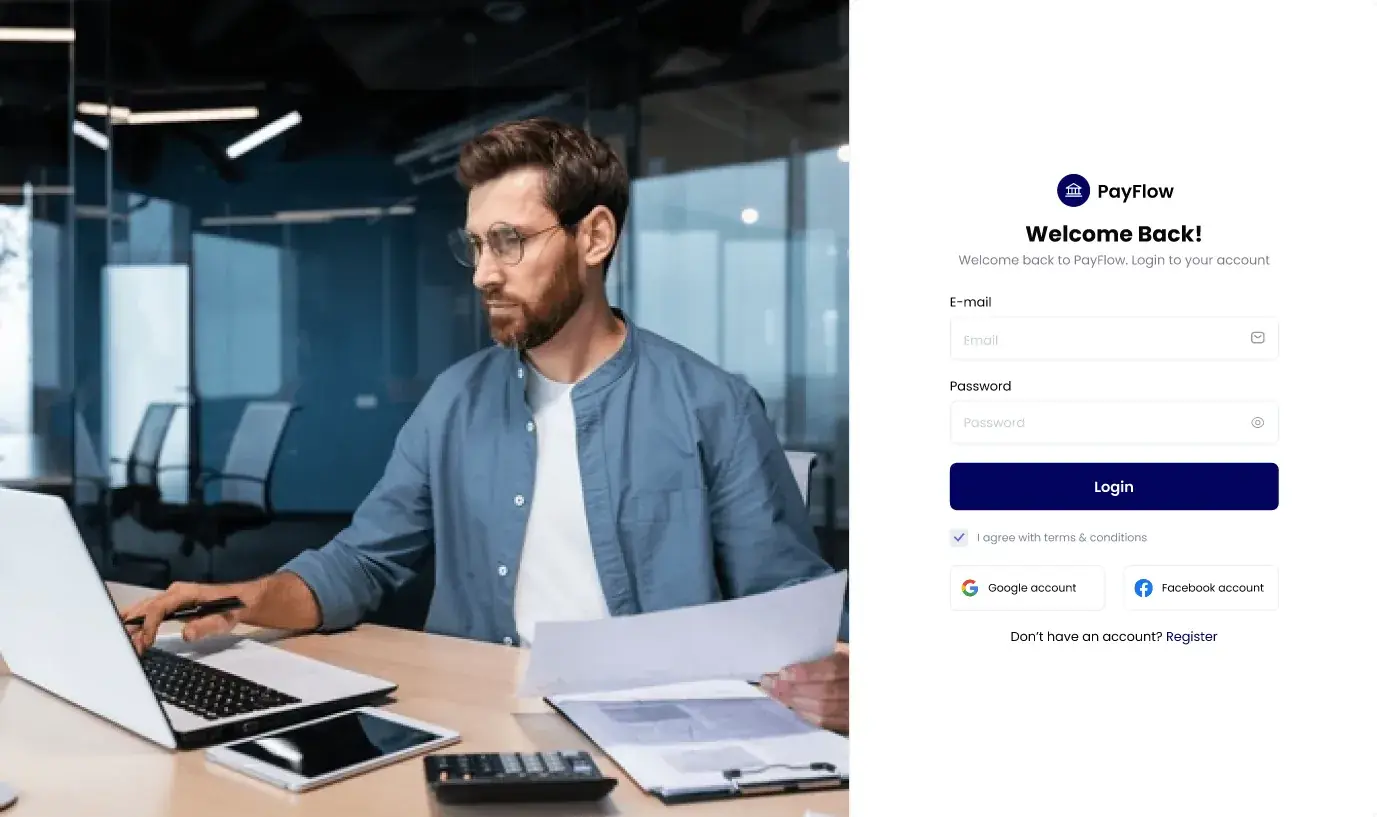 PayFlow
Welcome Back!
Welcome back to PayFlow. Login to your account
E-mail
Email
Password
Password
Login
I agree with terms & conditions
Google account
Facebook account
Don’t have an account? Register